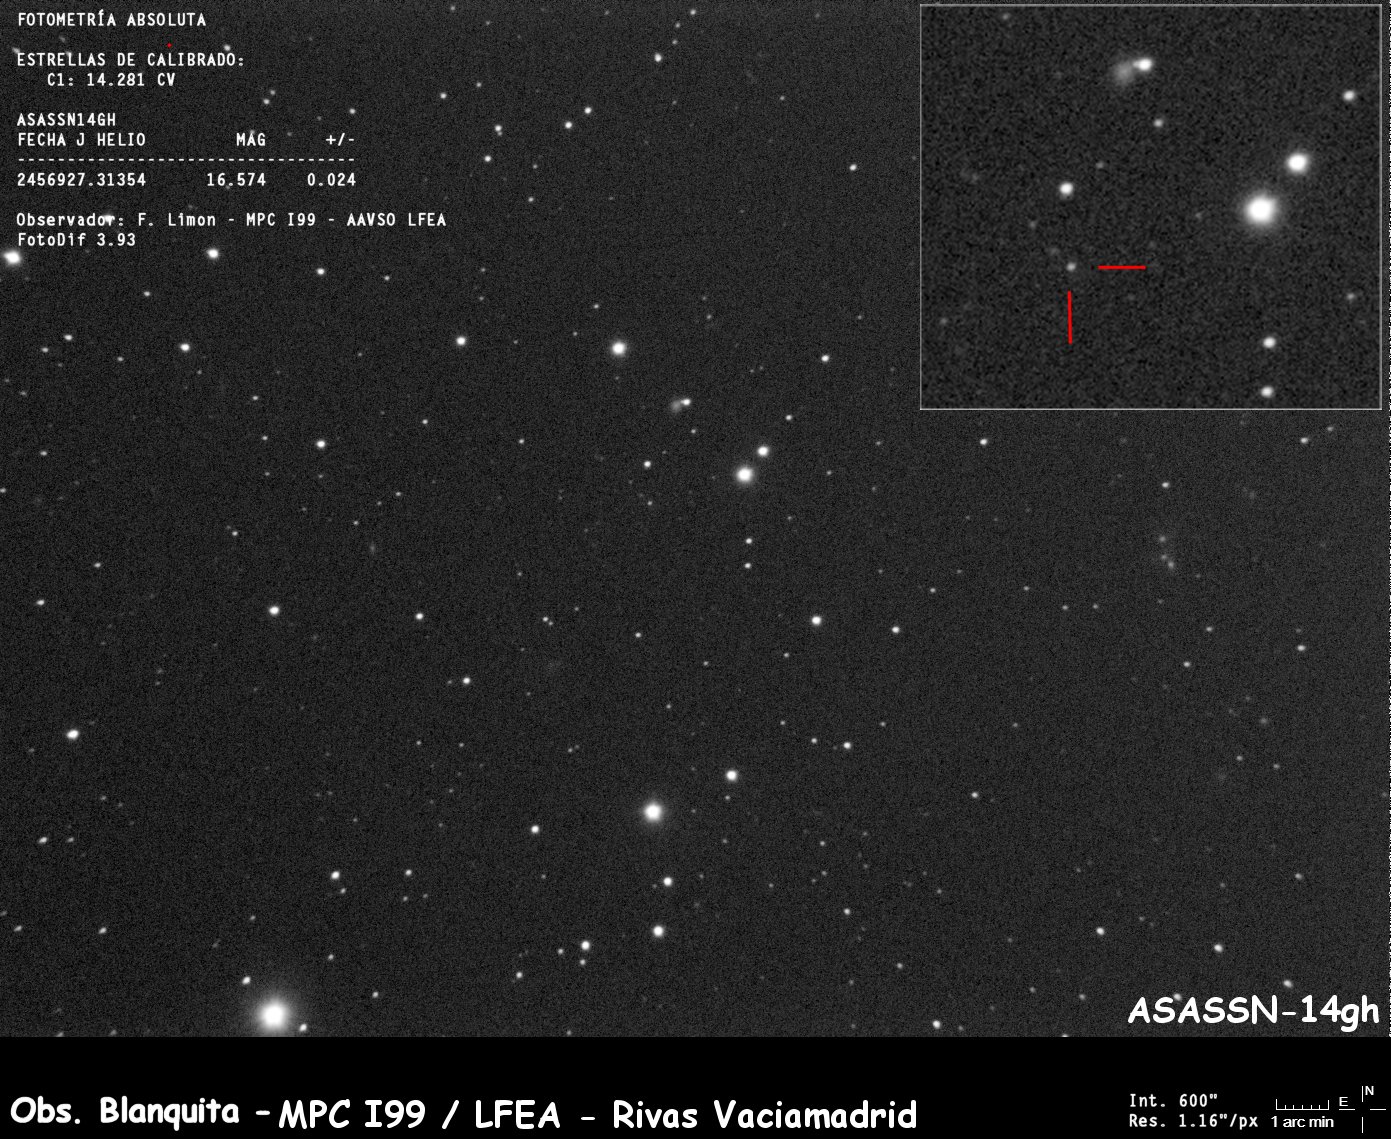 FOTOMETRÍA ABSOLUTA
ESTRELLAS DE CALIBRADO:
C1: 14.281 CV
ASASSN14GH
FECHA J HELIO MAG +/-
-----------------------------------
2456927.31354 16.574 0.024
Observador: F. Limon - MPC I99 - AAVSO LFEA
FotoDif 3.93
ASASSN-14gh
Obs. Blanquita - MPC I99 / LFEA - Rivas Vaciamadrid
Int. 600"
Res. 1.16"/px
1 arc min
E
N